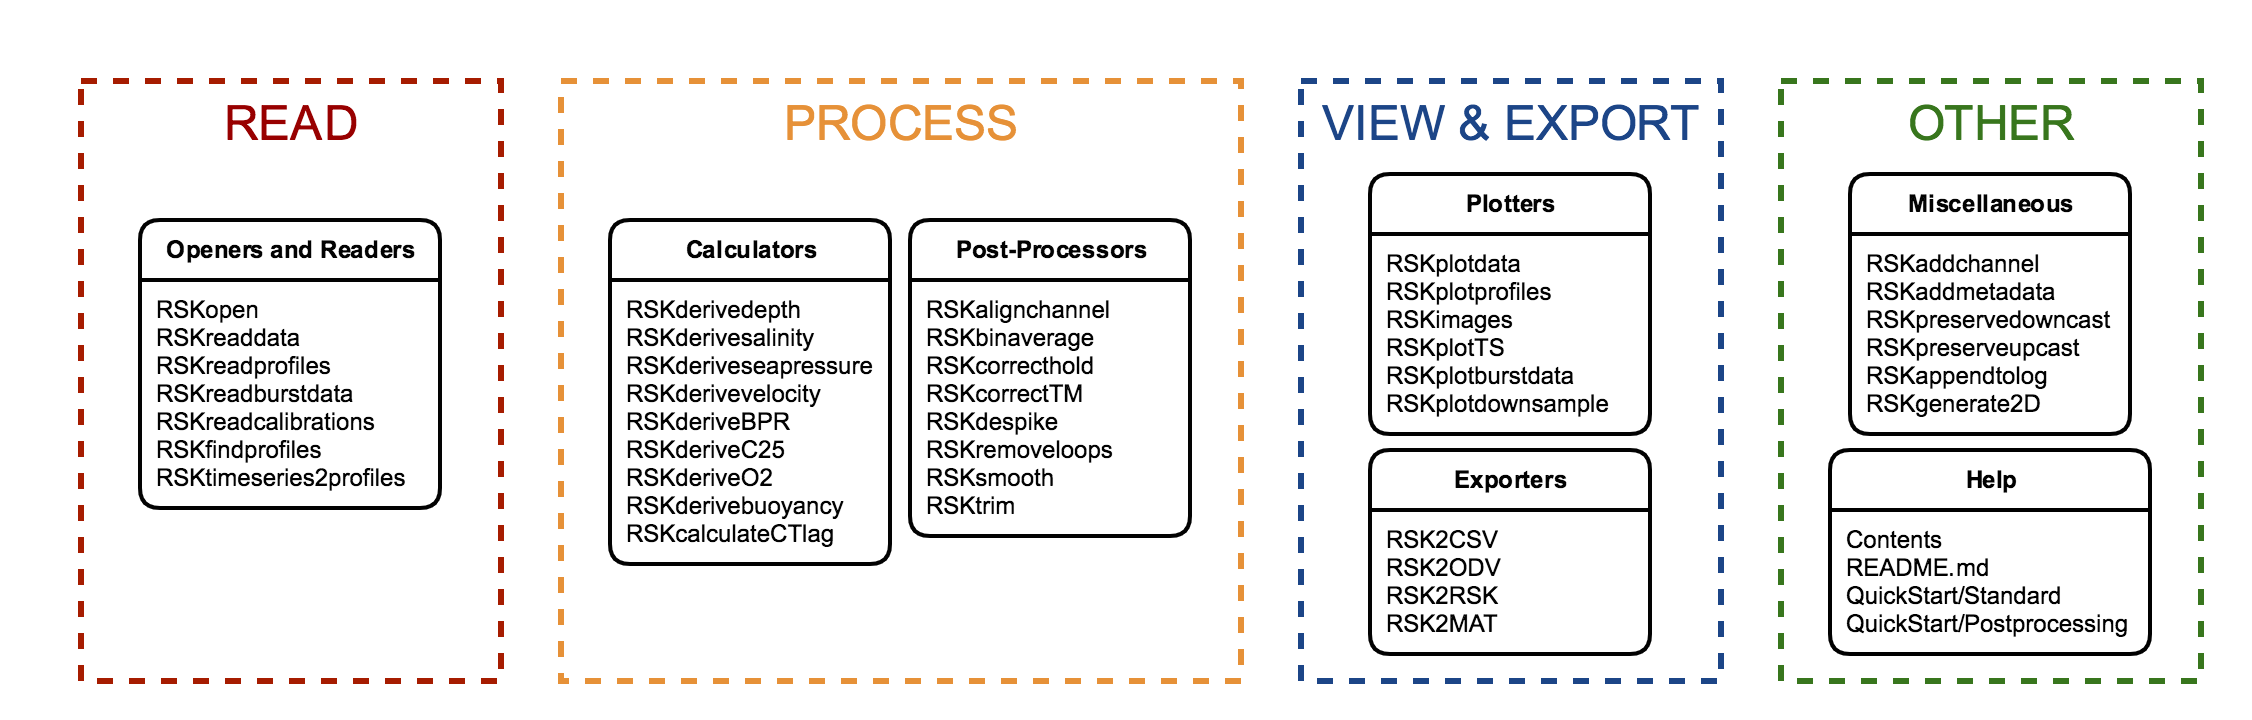 READ
Openers and Readers
RSKopen
RSKreaddata
RSKreadprofiles
RSKreadburstdata
RSKreadcalibrations
RSKfindprofiles
RSKtimeseries2profiles
PROCESS
Calculators
RSKderivedepth
RSKderivesalinity
RSKderiveseapressure
RSKderivevelocity
RSKderiveBPR
RSKderiveC25
RSKderiveO2
RSKderivebuoyancy
RSKcalculateCTlag
Post-Processors
RSKalignchannel
RSKbinaverage
RSKcorrecthold
RSKcorrectTM
RSKdespike
RSKremoveloops
RSKsmooth
RSKtrim
VIEW & EXPORT
Plotters
RSKplotdata
RSKplotprofiles
RSKimages
RSKplotTS
RSKplotburstdata
RSKplotdownsample
Exporters
RSK2CSV
RSK2ODV
RSK2RSK
RSK2MAT
OTHER
Miscellaneous
RSKaddchannel
RSKaddmetadata
RSKpreservedowncast
RSKpreserveupcast
RSKappendtolog
RSKgenerate2D
Help
Contents
README.md
QuickStart/Standard
QuickStart/Postprocessing